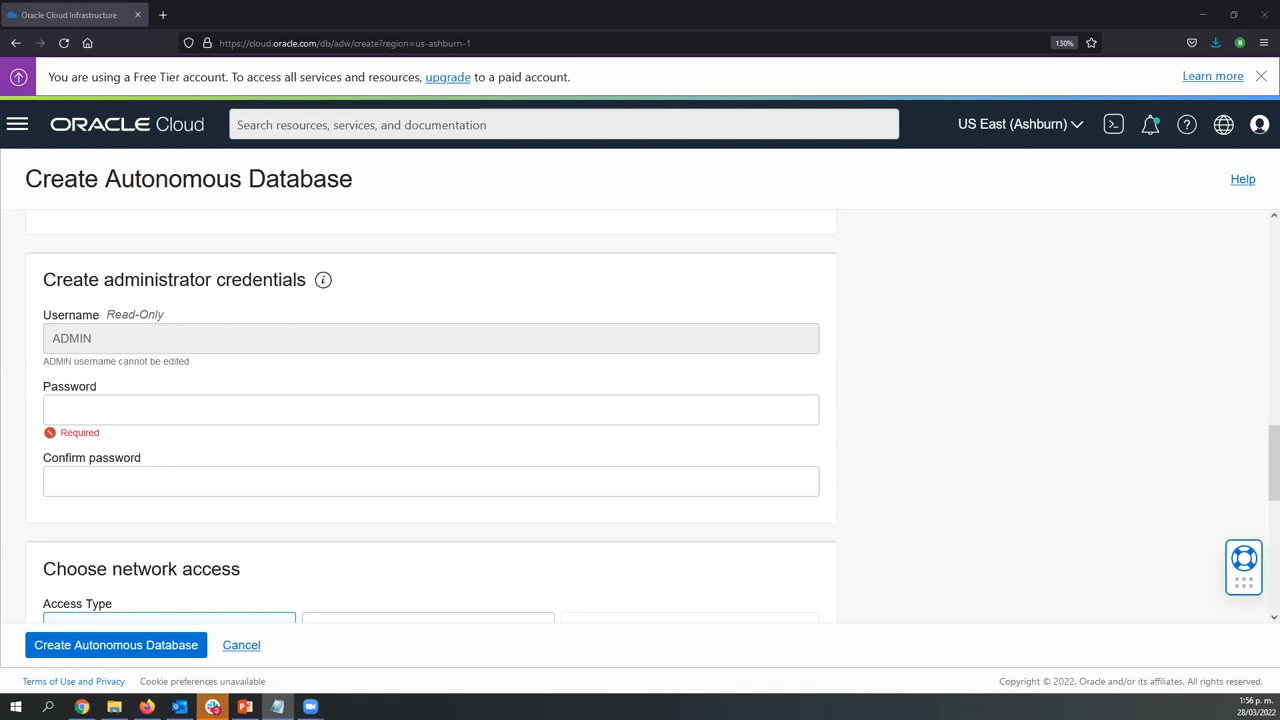 Oracle Cloud Infrastructure
https://cloud.oracle.com/db/adw/create?region=us-ashburn-1
130%
You are using a Free Tier account. To access all services and resources, upgrade to a paid account.
Learn more
ORACLE Cloud
Search resources, services, and documentation
US East (Ashburn)
Create Autonomous Database
Help
Create administrator credentials
Username Read-Only
ADMIN
ADMIN username cannot be edited.
Password
Required
Confirm password
Choose network access
Access Type
Create Autonomous Database
Cancel
Terms of Use and Privacy
Cookie preferences unavailable
Copyright © 2022, Oracle and/or its affiliates. All rights reserved.
1:56 p. m.
28/03/2022